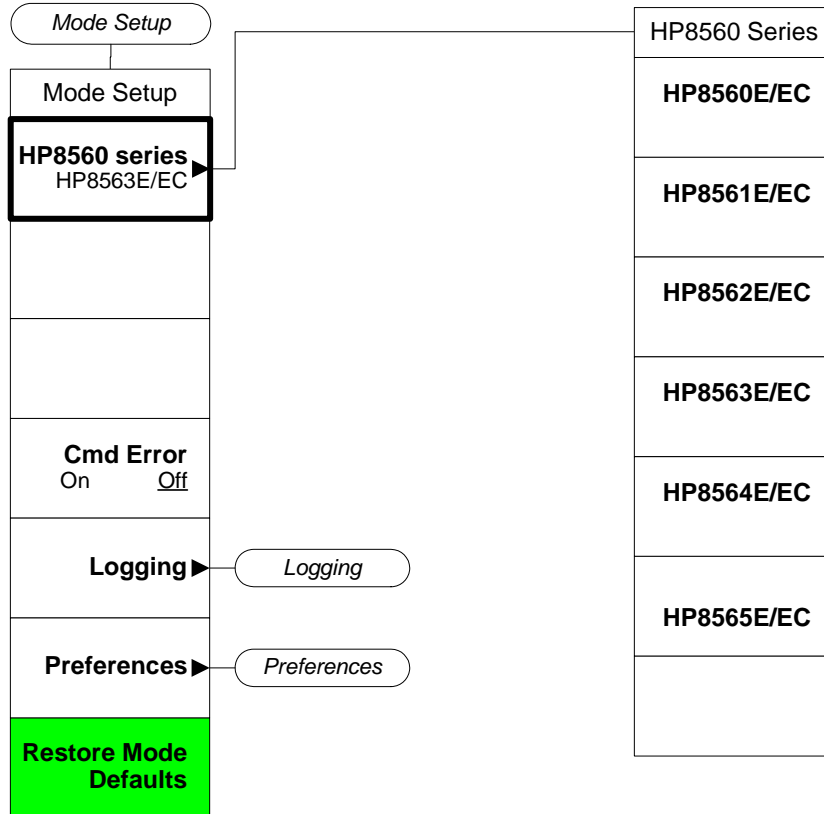 Mode Setup
Mode Setup
HP8560 series
HP8563E/EC
Cmd Error
On Off
Logging
Logging
Preferences
Preferences
Restore Mode
Defaults
HP8560 Series
HP8560E/EC
HP8561E/EC
HP8562E/EC
HP8563E/EC
HP8564E/EC
HP8565E/EC